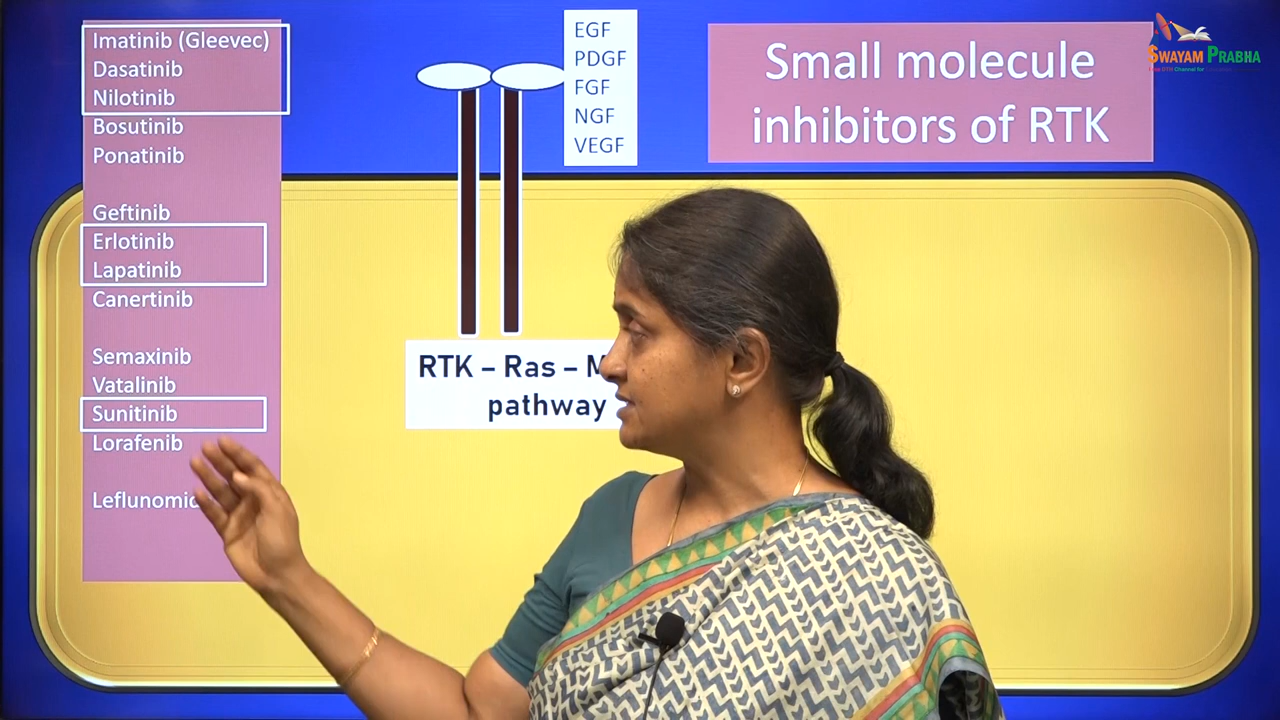 Imatinib (Gleevec)
Dasatinib
Nilotinib
Bosutinib
Ponatinib
Geftinib
Erlotinib
Lapatinib
Canertinib
Semaxinib
Vatalinib
Sunitinib
Lorafenib
EGF
PDGF
FGF
NGF
VEGF
RTK – Ras –
pathway
Small molecule
inhibitors of RTK
SWAYAM PRABHA